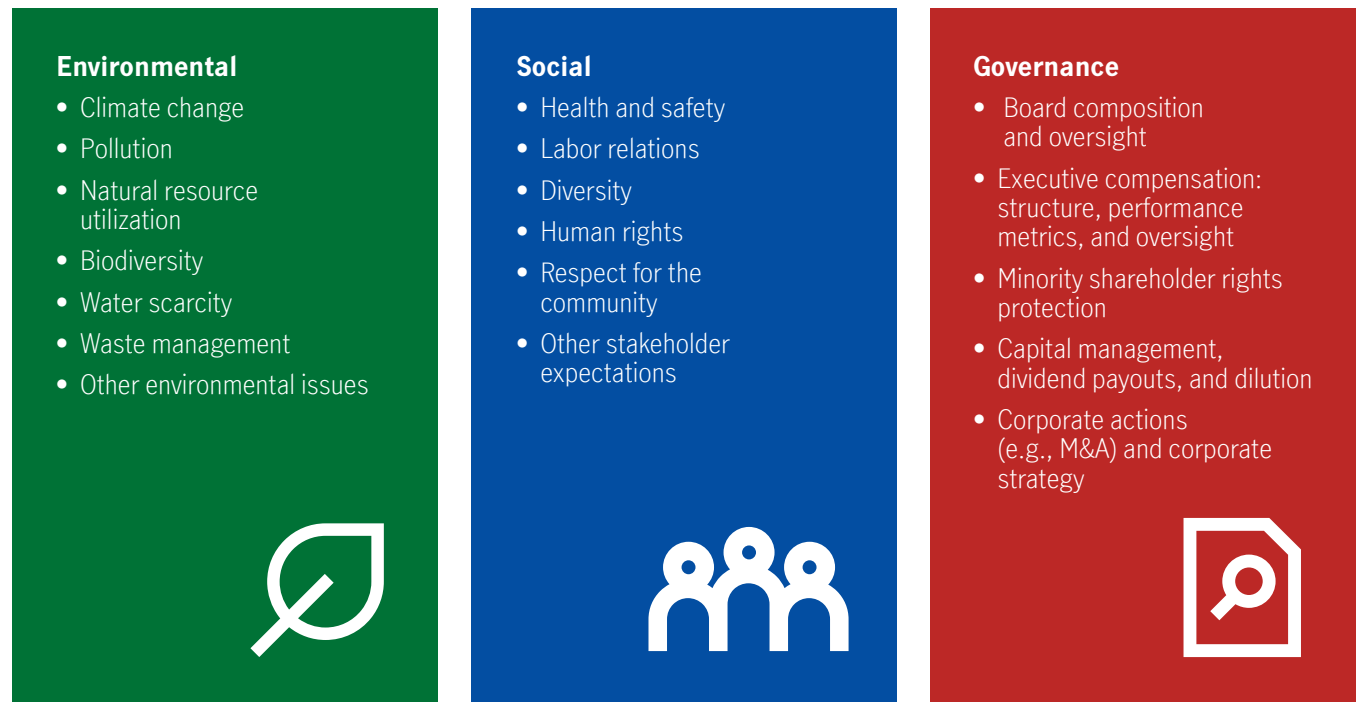 Environmental
• Climate change
• Pollution
• Natural resource
utilization
• Biodiversity
• Water scarcity
• Waste management
• Other environmental issues
Social
• Health and safety
• Labor relations
• Diversity
• Human rights
• Respect for the
community
• Other stakeholder
expectations
Governance
• Board composition
and oversight
• Executive compensation:
structure, performance
metrics, and oversight
• Minority shareholder rights
protection
• Capital management,
dividend payouts, and dilution
• Corporate actions
(e.g., M&A) and corporate
strategy